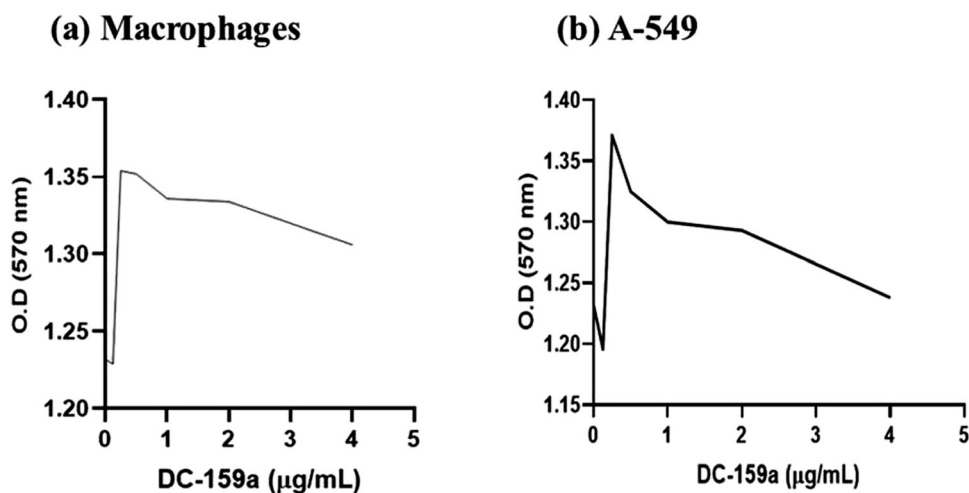 (a) Macrophages
(b) A-549
1.40
1.35
1.30
1.25
1.20
O.D (570 nm)
0 1 2 3 4 5
DC-159a (μg/mL)
1.40
1.35
1.30
1.25
1.20
1.15
O.D (570 nm)
0 1 2 3 4 5
DC-159a (μg/mL)